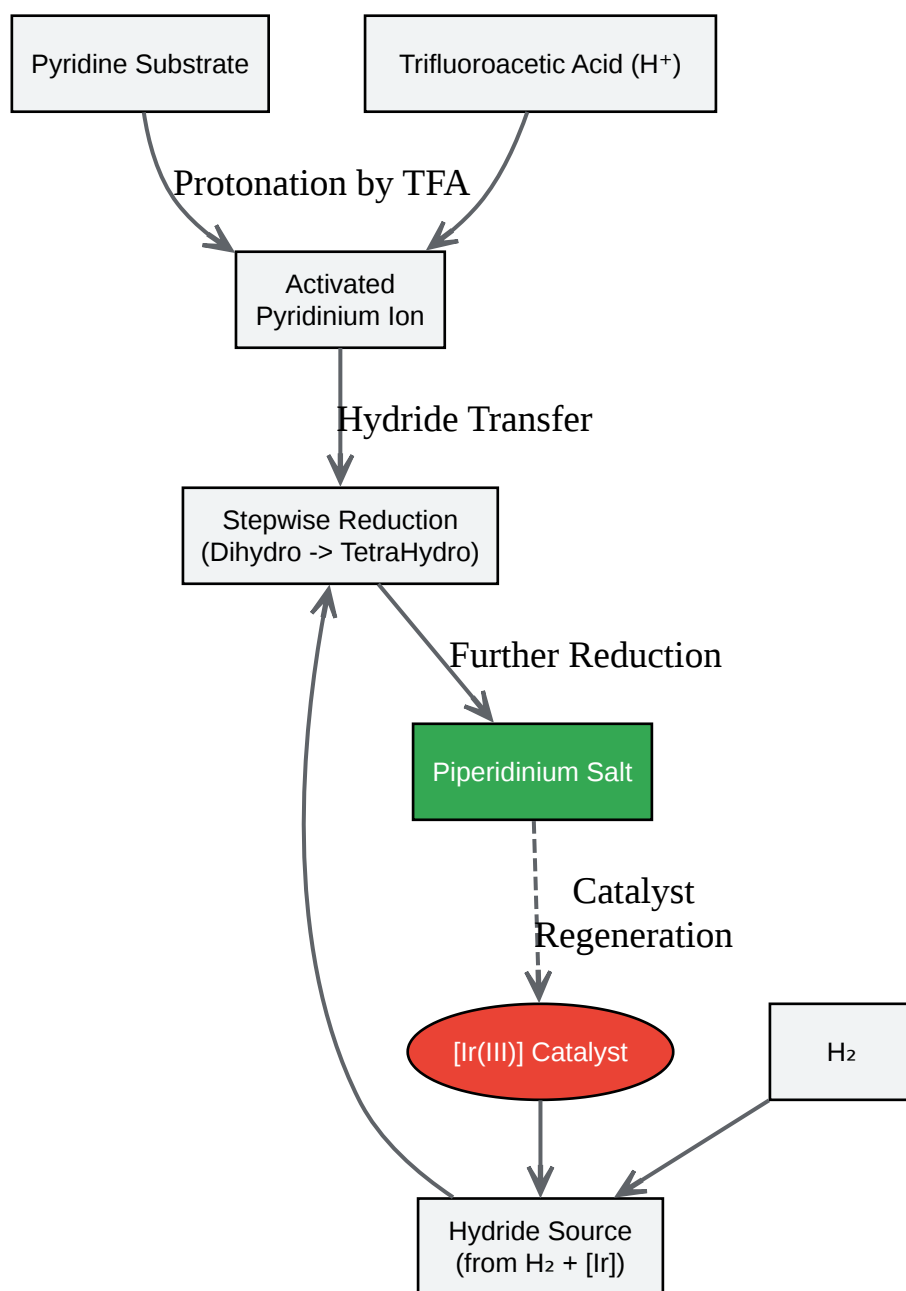 Pyridine Substrate
Trifluoroacetic Acid (H⁺)
Protonation by TFA
Activated
Pyridinium Ion
Hydride Transfer
Stepwise Reduction
(Dihydro -> TetraHydro)
Further Reduction
Piperidinium Salt
Catalyst
Regeneration
[Ir(III)] Catalyst
H₂
Hydride Source
(from H₂ + [Ir])